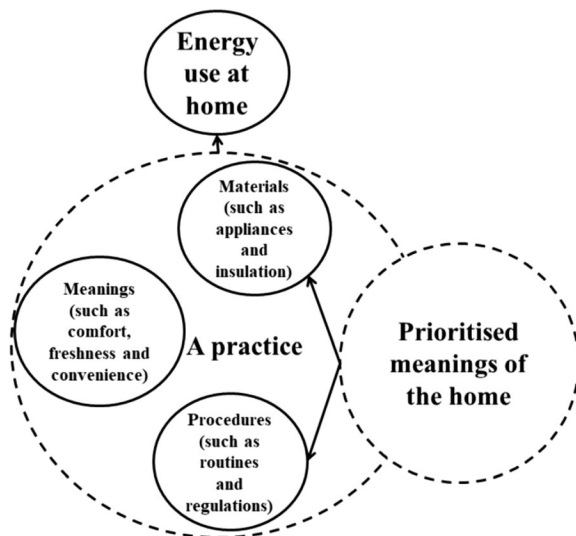 Energy
use at
home
Materials
(such as
appliances
and
insulation)
Meanings
(such as
comfort,
freshness and
convenience)
A practice
Prioritised
meanings of
the home
Procedures
(such as
routines
and
regulations)